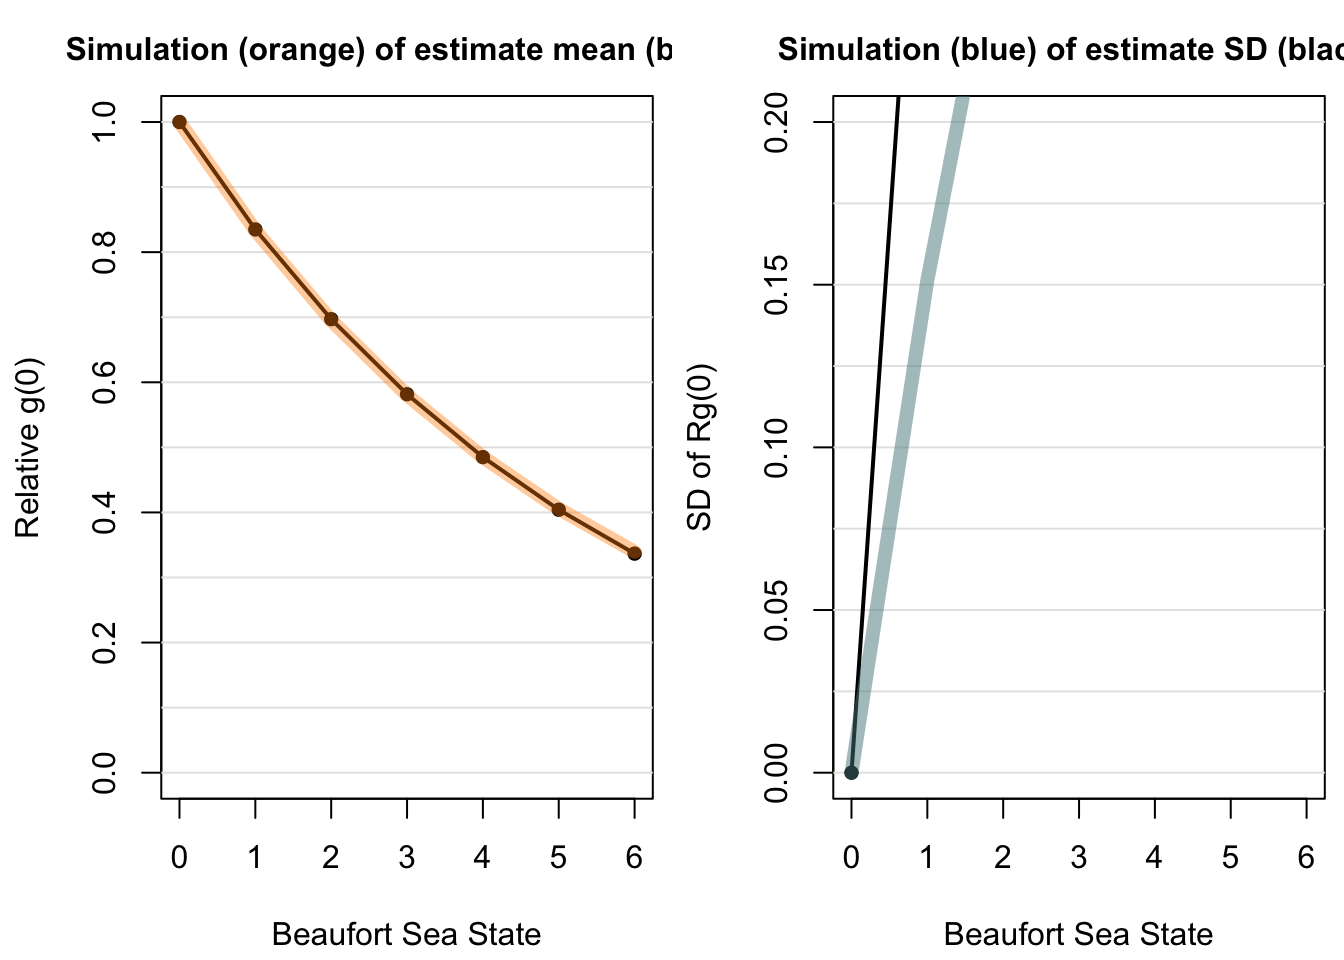 Simulation (orange) of estimate mean (b
1.0
0.8
0.6
0.4
0.2
0.0
Relative g(0)
0 1 2 3 4 5 6
Beaufort Sea State
Simulation (blue) of estimate SD (blac
0.20
0.15
0.10
0.05
0.00
SD of Rg(0)
0 1 2 3 4 5 6
Beaufort Sea State